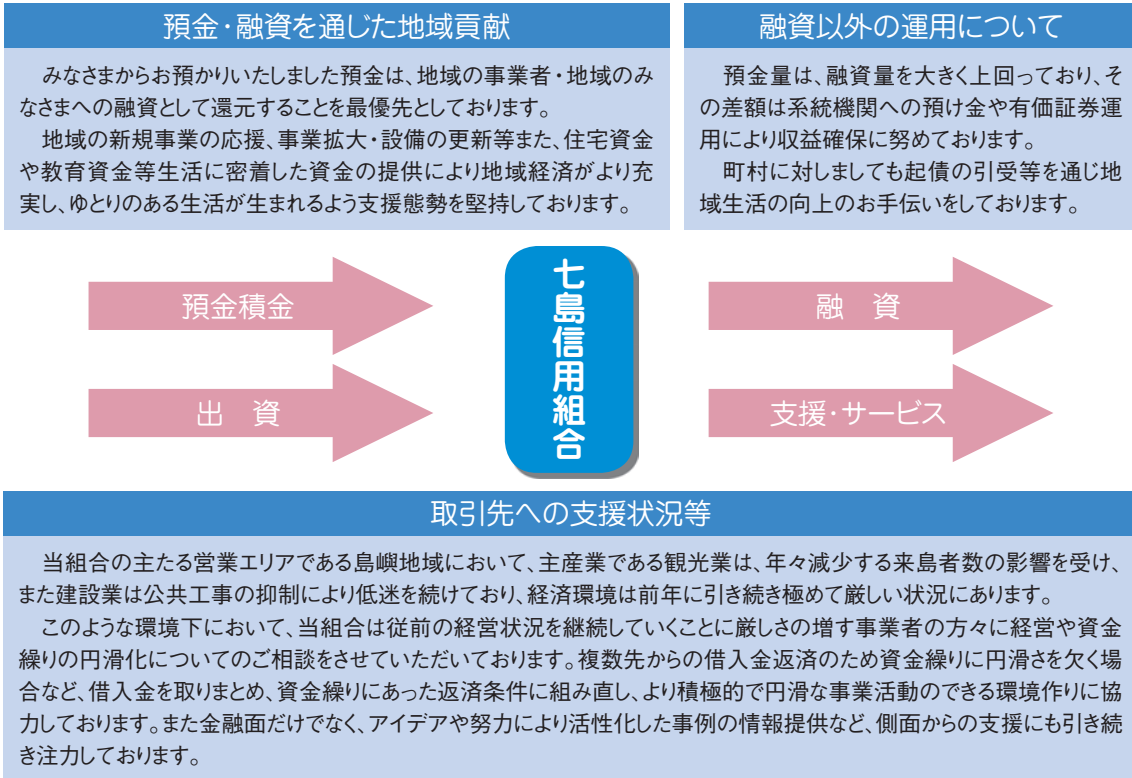 預金・融資を通じた地域貢献
みなさまからお預かりいたしました預金は、地域の事業者・地域のみ
なさまへの融資として還元することを最優先としております。
地域の新規事業の応援、事業拡大・設備の更新等また、住宅資金
や教育資金等生活に密着した資金の提供により地域経済がより充
実し、ゆとりのある生活が生まれるよう支援態勢を堅持しております。
融資以外の運用について
預金量は、融資量を大きく上回っており、そ
の差額は系統機関への預け金や有価証券運
用により収益確保に努めております。
町村に対しましても起債の引受等を通じ地
域生活の向上のお手伝いをしております。
預金積金
出 資
七島信用組合
融 資
支援・サービス
取引先への支援状況等
当組合の主たる営業エリアである島嶼地域において、主産業である観光業は、年々減少する来島者数の影響を受け、
また建設業は公共工事の抑制により低迷を続けており、経済環境は前年に引き続き極めて厳しい状況にあります。
このような環境下において、当組合は従前の経営状況を継続していくことに厳しさの増す事業者の方々に経営や資金
繰りの円滑化についてのご相談をさせていただいております。複数先からの借入金返済のため資金繰りに円滑さを欠く場
合など、借入金を取りまとめ、資金繰りにあった返済条件に組み直し、より積極的で円滑な事業活動のできる環境作りに協
力しております。また金融面だけでなく、アイデアや努力により活性化した事例の情報提供など、側面からの支援にも引き続
き注力しております。